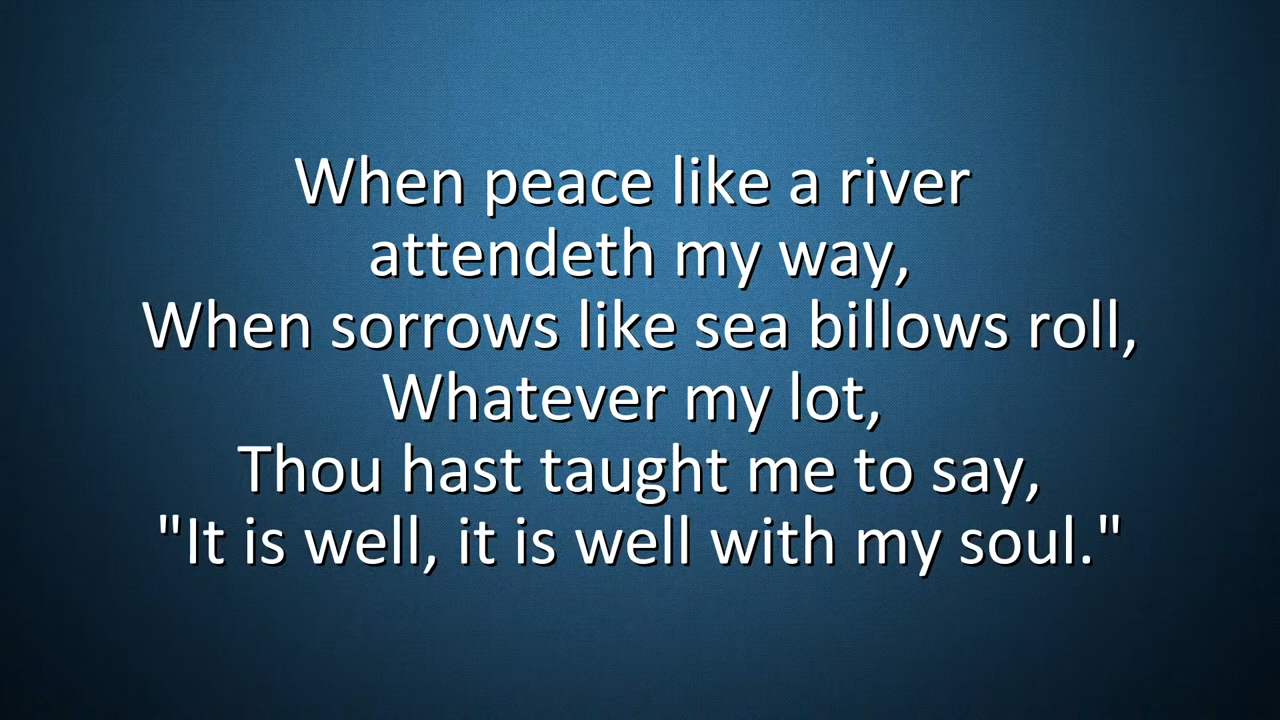 When peace like a river
attendeth my way,
When sorrows like sea billows roll,
Whatever my lot,
Thou hast taught me to say,
"It is well, it is well with my soul."